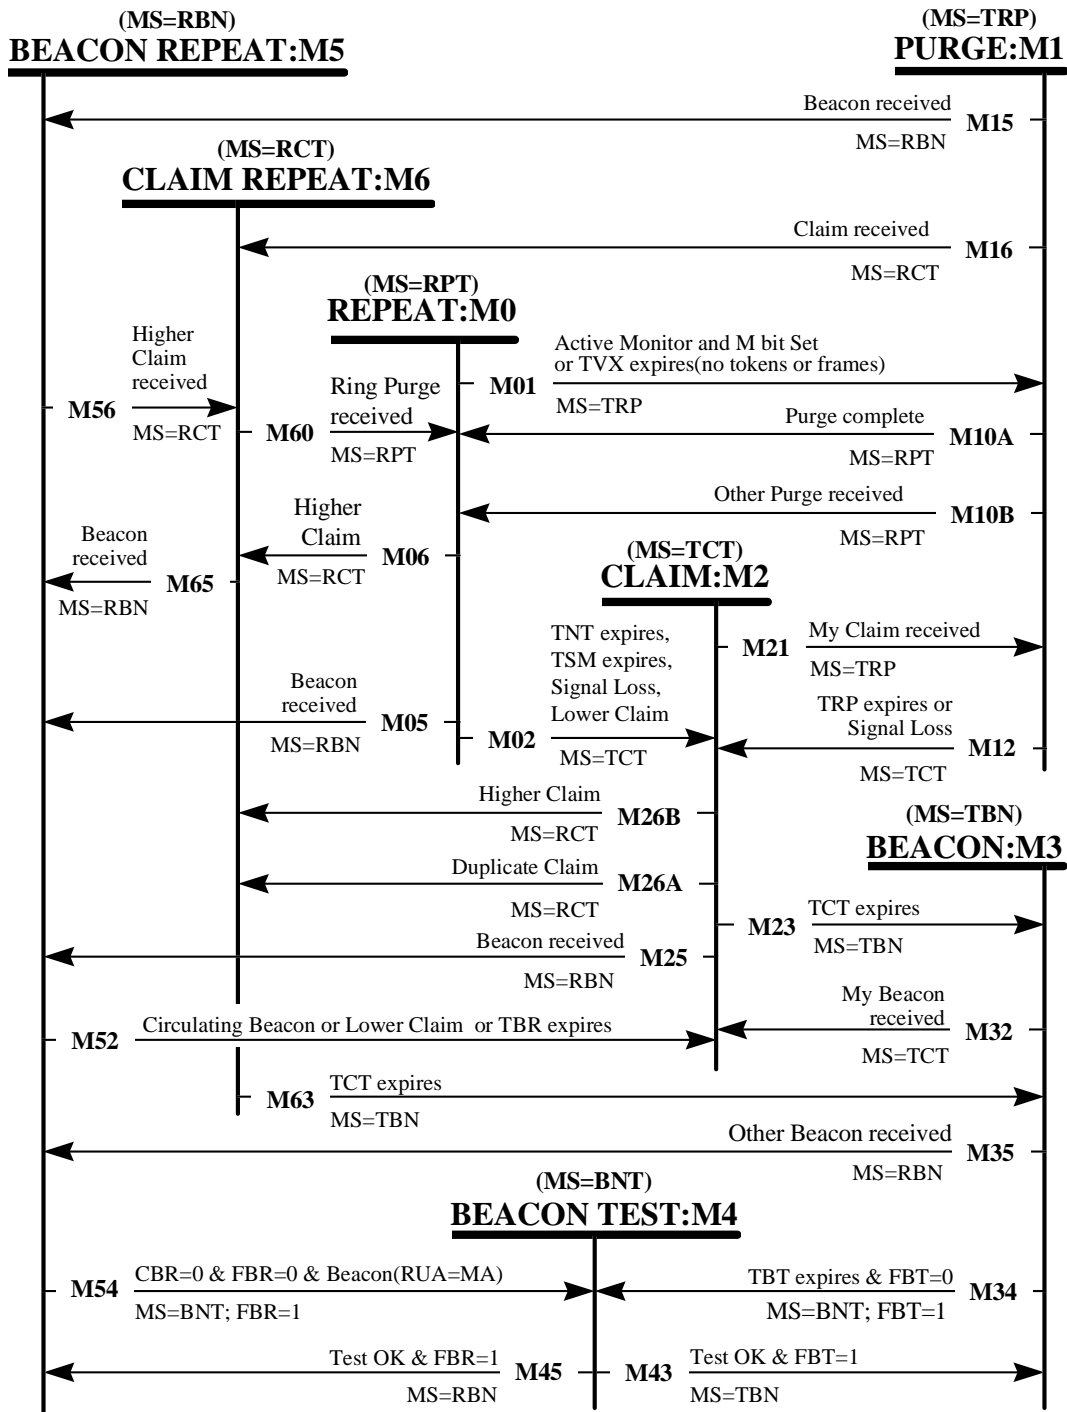 (MS=RBN)
BEACON REPEAT:M5
(MS=TRP)
PURGE:M1
Beacon received
M15
MS=RBN
(MS=RCT)
CLAIM REPEAT:M6
Claim received
M16
MS=RCT
(MS=RPT)
REPEAT:M0
Higher
Claim
received
M56
MS=RCT
Active Monitor and M bit Set
or TVX expires(no tokens or frames)
M01
MS=TRP
Ring Purge
received
M60
MS=RPT
Purge complete
M10A
MS=RPT
Other Purge received
M10B
MS=RPT
Higher
Claim
M06
MS=RCT
Beacon
received
M65
MS=RBN
(MS=TCT)
CLAIM:M2
TNT expires,
TSM expires,
Signal Loss,
Lower Claim
M02
MS=TCT
My Claim received
M21
MS=TRP
Beacon
received
M05
MS=RBN
TRP expires or
Signal Loss
M12
MS=TCT
Higher Claim
M26B
MS=RCT
(MS=TBN)
BEACON:M3
Duplicate Claim
M26A
MS=RCT
TCT expires
M23
MS=TBN
Beacon received
M25
MS=RBN
My Beacon
received
M32
MS=TCT
Circulating Beacon or Lower Claim or TBR expires
M52
TCT expires
M63
MS=TBN
Other Beacon received
M35
MS=RBN
(MS=BNT)
BEACON TEST:M4
CBR=0 & FBR=0 & Beacon(RUA=MA)
M54
MS=BNT; FBR=1
TBT expires & FBT=0
M34
MS=BNT; FBT=1
Test OK & FBR=1
M45
MS=RBN
Test OK & FBT=1
M43
MS=TBN